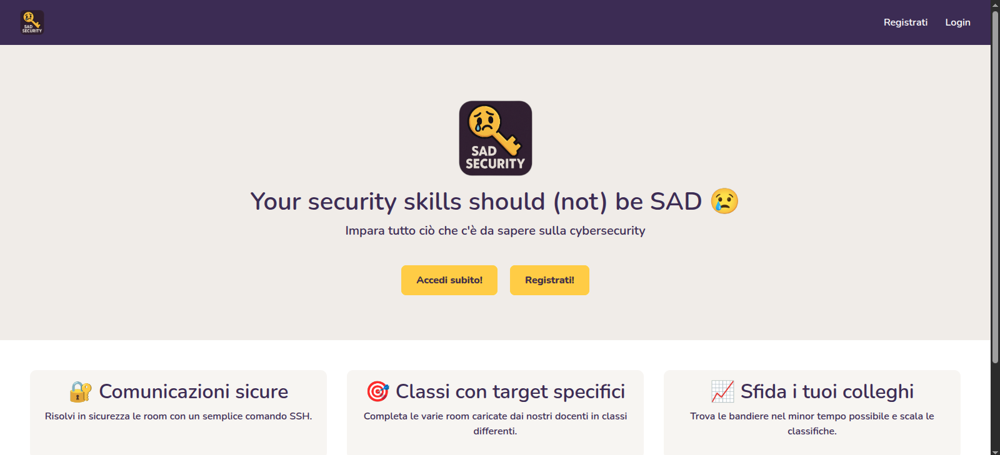 SAD
SECURITY
Registrati
Login
SAD
SECURITY
Your security skills should (not) be SAD 😢
Impara tutto ciò che c'è da sapere sulla cybersecurity
Accedi subito!
Registrati!
🔐 Comunicazioni sicure
Risolvi in sicurezza le room con un semplice comando SSH.
🎯 Classi con target specifici
Completa le varie room caricate dai nostri docenti in classi
differenti.
📈 Sfida i tuoi colleghi
Trova le bandiere nel minor tempo possibile e scala le
classifiche.